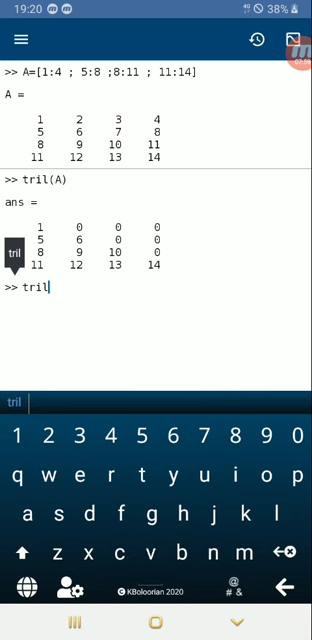 19:20 4G 38%
07:59
>> A=[1:4 ; 5:8 ;8:11 ; 11:14]
A =
1 2 3 4
5 6 7 8
8 9 10 11
11 12 13 14
>> tril(A)
ans =
1 0 0 0
5 6 0 0
8 9 10 0
11 12 13 14
tril
>> tril
tril
1 2 3 4 5 6 7 8 9 0
q w e r t y u i o p
a s d f g h j k l
z x c v b n m
© KBoloorian 2020 @ # &